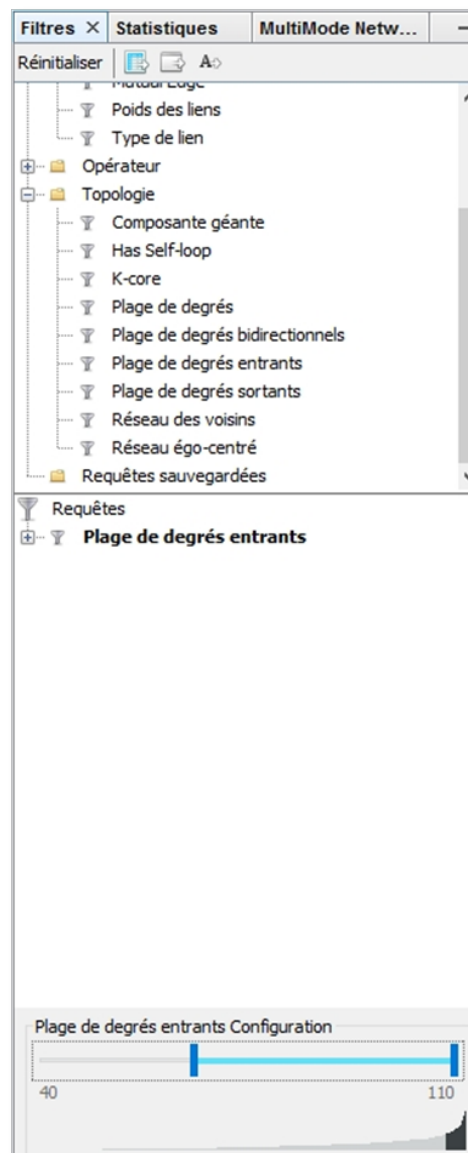 Filtres × Statistiques MultiMode Netw...
Réinitialiser
Mutual Edge
Poids des liens
Type de lien
Opérateur
Topologie
Composante géante
Has Self-loop
K-core
Plage de degrés
Plage de degrés bidirectionnels
Plage de degrés entrants
Plage de degrés sortants
Réseau des voisins
Réseau égo-centré
Requêtes sauvegardées
Requêtes
Plage de degrés entrants
Plage de degrés entrants Configuration
40 110